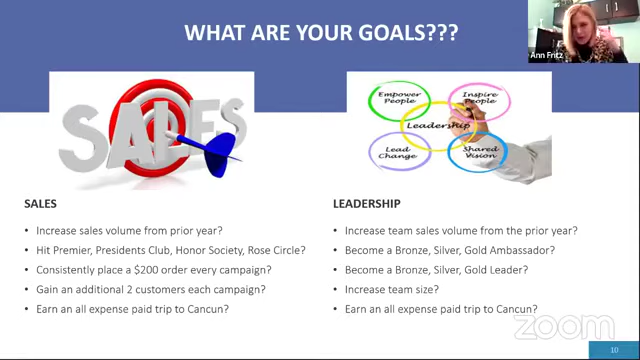 WHAT ARE YOUR GOALS???
Ann Fritz
SALES
Empower
People
Inspire
People
Leadership
Lead
Change
Shared
Vision
SALES
• Increase sales volume from prior year?
• Hit Premier, Presidents Club, Honor Society, Rose Circle?
• Consistently place a $200 order every campaign?
• Gain an additional 2 customers each campaign?
• Earn an all expense paid trip to Cancun?
LEADERSHIP
• Increase team sales volume from the prior year?
• Become a Bronze, Silver, Gold Ambassador?
• Become a Bronze, Silver, Gold Leader?
• Increase team size?
• Earn an all expense paid trip to Cancun?
zoom
10